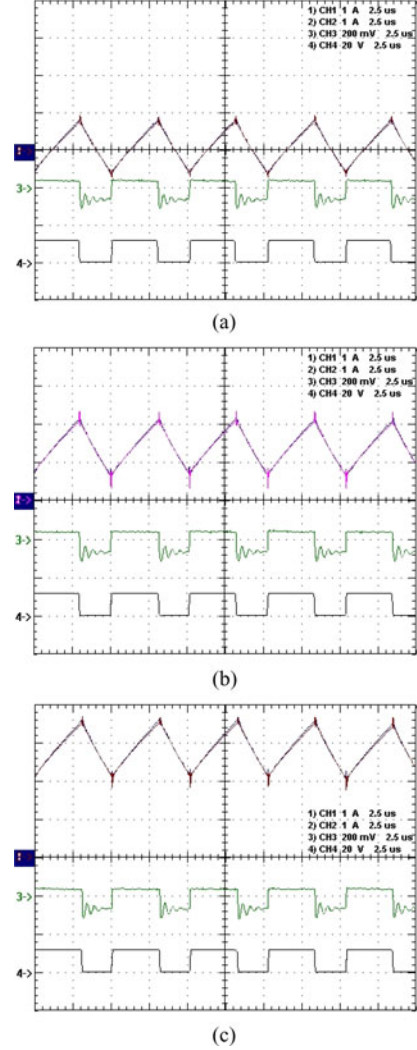 1) CH1 1 A 2.5 us
2) CH2 1 A 2.5 us
3) CH3 200 mV 2.5 us
4) CH4 20 V 2.5 us
3->
4->
(a)
1) CH1 1 A 2.5 us
2) CH2 1 A 2.5 us
3) CH3 200 mV 2.5 us
4) CH4 20 V 2.5 us
3->
4->
(b)
1) CH1 1 A 2.5 us
2) CH2 1 A 2.5 us
3) CH3 200 mV 2.5 us
4) CH4 20 V 2.5 us
3->
4->
(c)